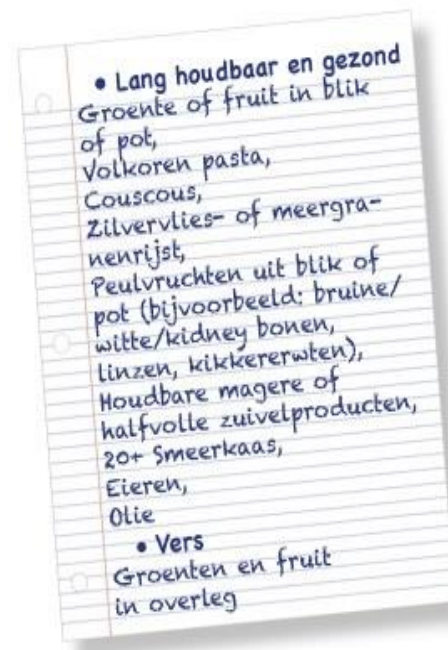 • Lang houdbaar en gezond
Groente of fruit in blik
of pot,
Volkoren pasta,
Couscous,
Zilvervlies- of meergra-
nenrijst,
Peulvruchten uit blik of
pot (bijvoorbeeld: bruine/
witte/kidney bonen,
linzen, kikkererwten),
Houdbare magere of
halfvolle zuivelproducten,
20+ Smeerkaas,
Eieren,
Olie
• Vers
Groenten en fruit
in overleg